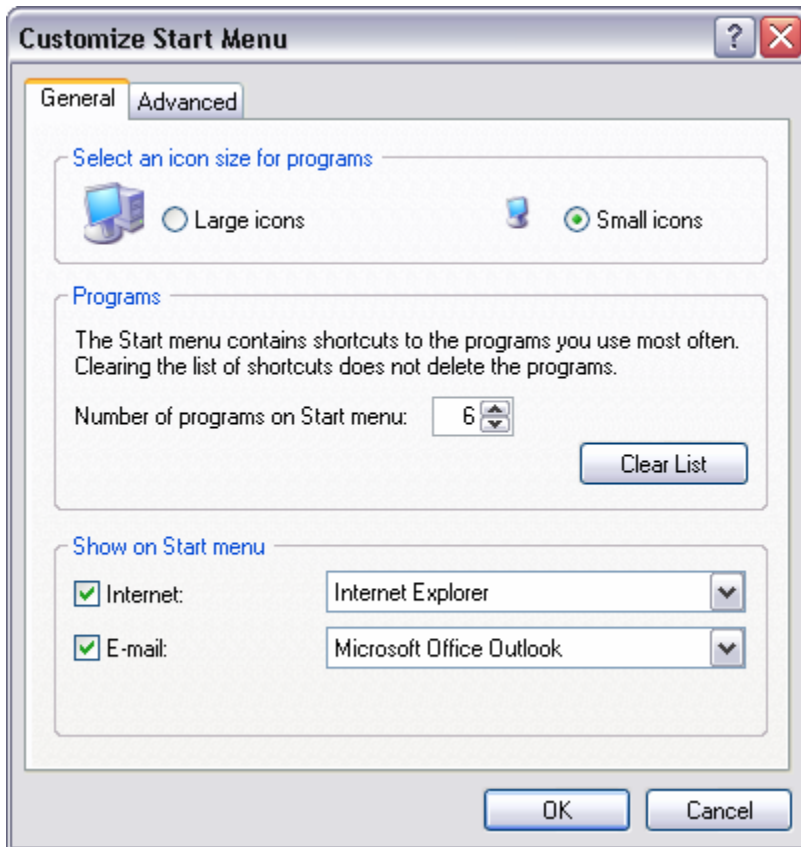 Customize Start Menu
General Advanced
Select an icon size for programs
Large icons Small icons
Programs
The Start menu contains shortcuts to the programs you use most often.
Clearing the list of shortcuts does not delete the programs.
Number of programs on Start menu: 6
Clear List
Show on Start menu
Internet: Internet Explorer
E-mail: Microsoft Office Outlook
OK Cancel